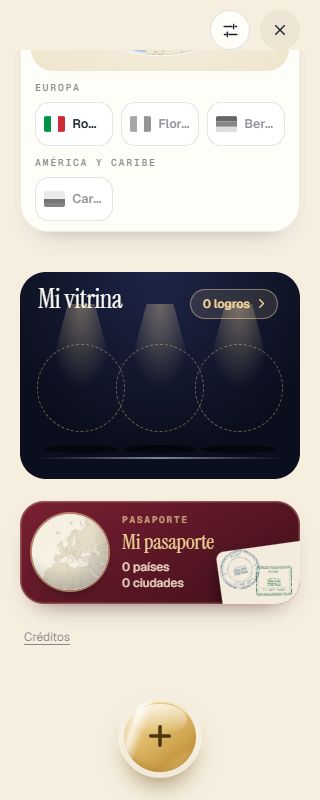 EUROPA
Ro...
Flor...
Ber...
AMÉRICA Y CARIBE
Car...
Mi vitrina
0 logros
PASAPORTE
Mi pasaporte
0 países
0 ciudades
Créditos